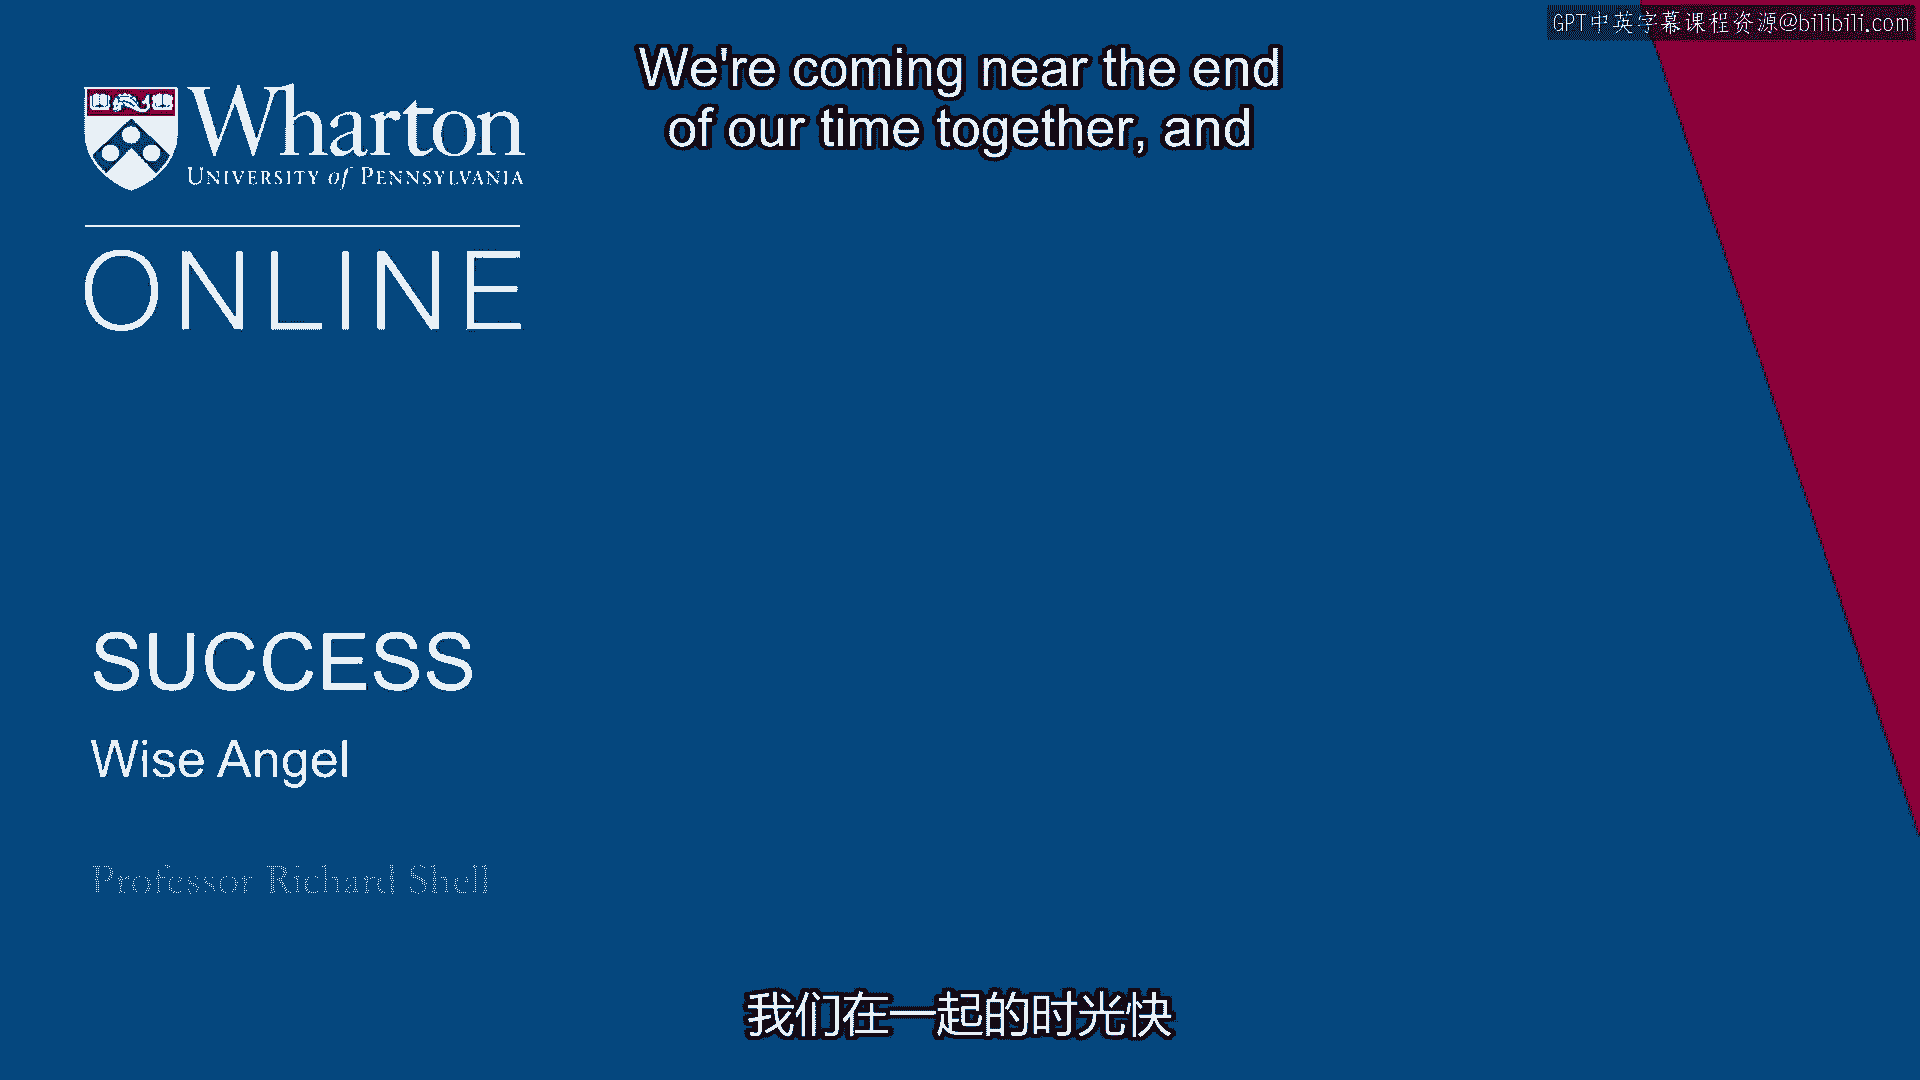 GPT中英字幕课程资源@bilibili.com
We're coming near the end
of our time together, and
Wharton
UNIVERSITY of PENNSYLVANIA
ONLINE
SUCCESS
Wise Angel
Professor Richard Shell
我们在一起的时光快